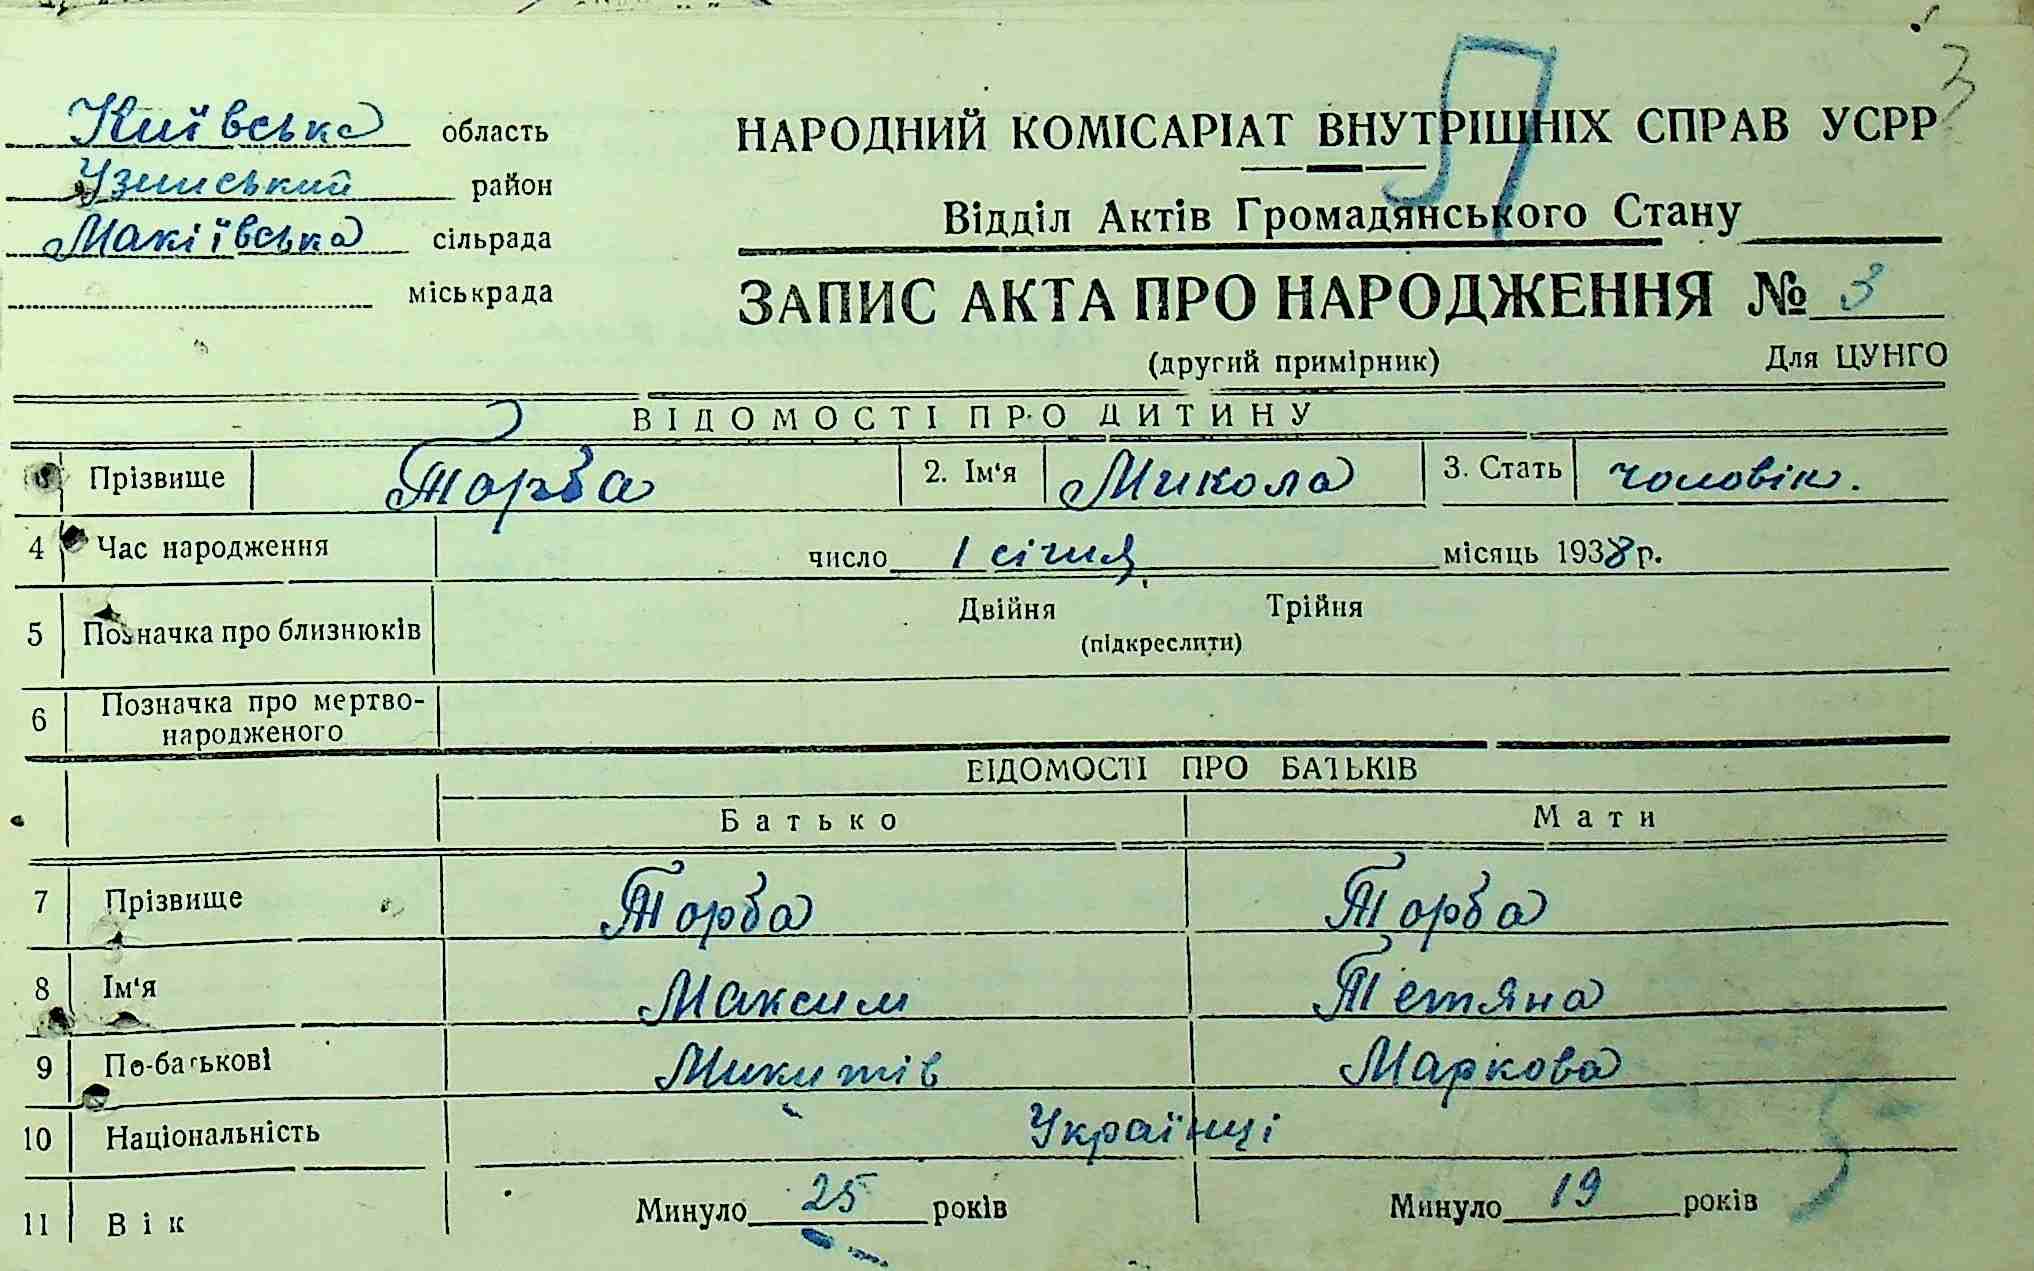 Київська область
Узинський район
Макіївська сільрада
міськрада
3
НАРОДНИЙ КОМІСАРІАТ ВНУТРІШНІХ СПРАВ УСРР
П
Відділ Актів Громадянського Стану
ЗАПИС АКТА ПРО НАРОДЖЕННЯ № 3
(другий примірник) Для ЦУНГО
ВІДОМОСТІ ПРО ДИТИНУ
Прізвище Торба 2. Ім'я Микола 3. Стать чоловік.
4 Час народження число 1 січня місяць 1938 р.
5 Позначка про близнюків Двійня Трійня
(підкреслити)
6 Позначка про мертво-
народженого
ВІДОМОСТІ ПРО БАТЬКІВ
Батько Мати
7 Прізвище Торба Торба
8 Ім'я Максим Тетяна
9 По-батькові Микитів Маркова
10 Національність Українці
11 Вік Минуло 25 років Минуло 19 років